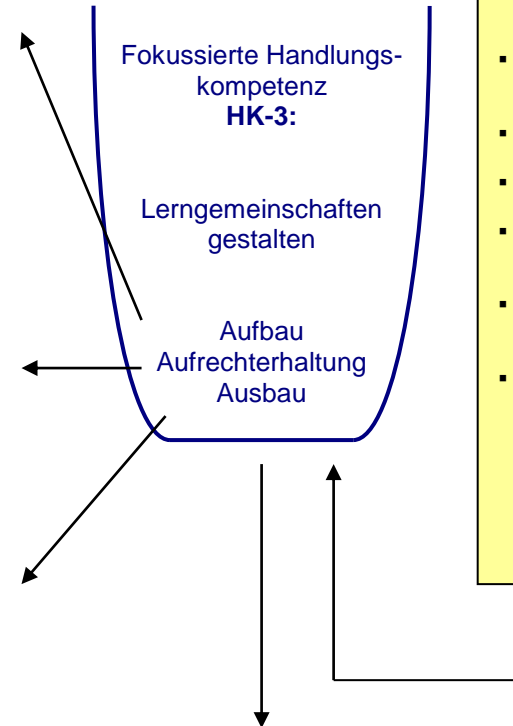 Fokussierte Handlungs-
kompetenz
HK-3:
Lerngemeinschaften
gestalten
Aufbau
Aufrechterhaltung
Ausbau